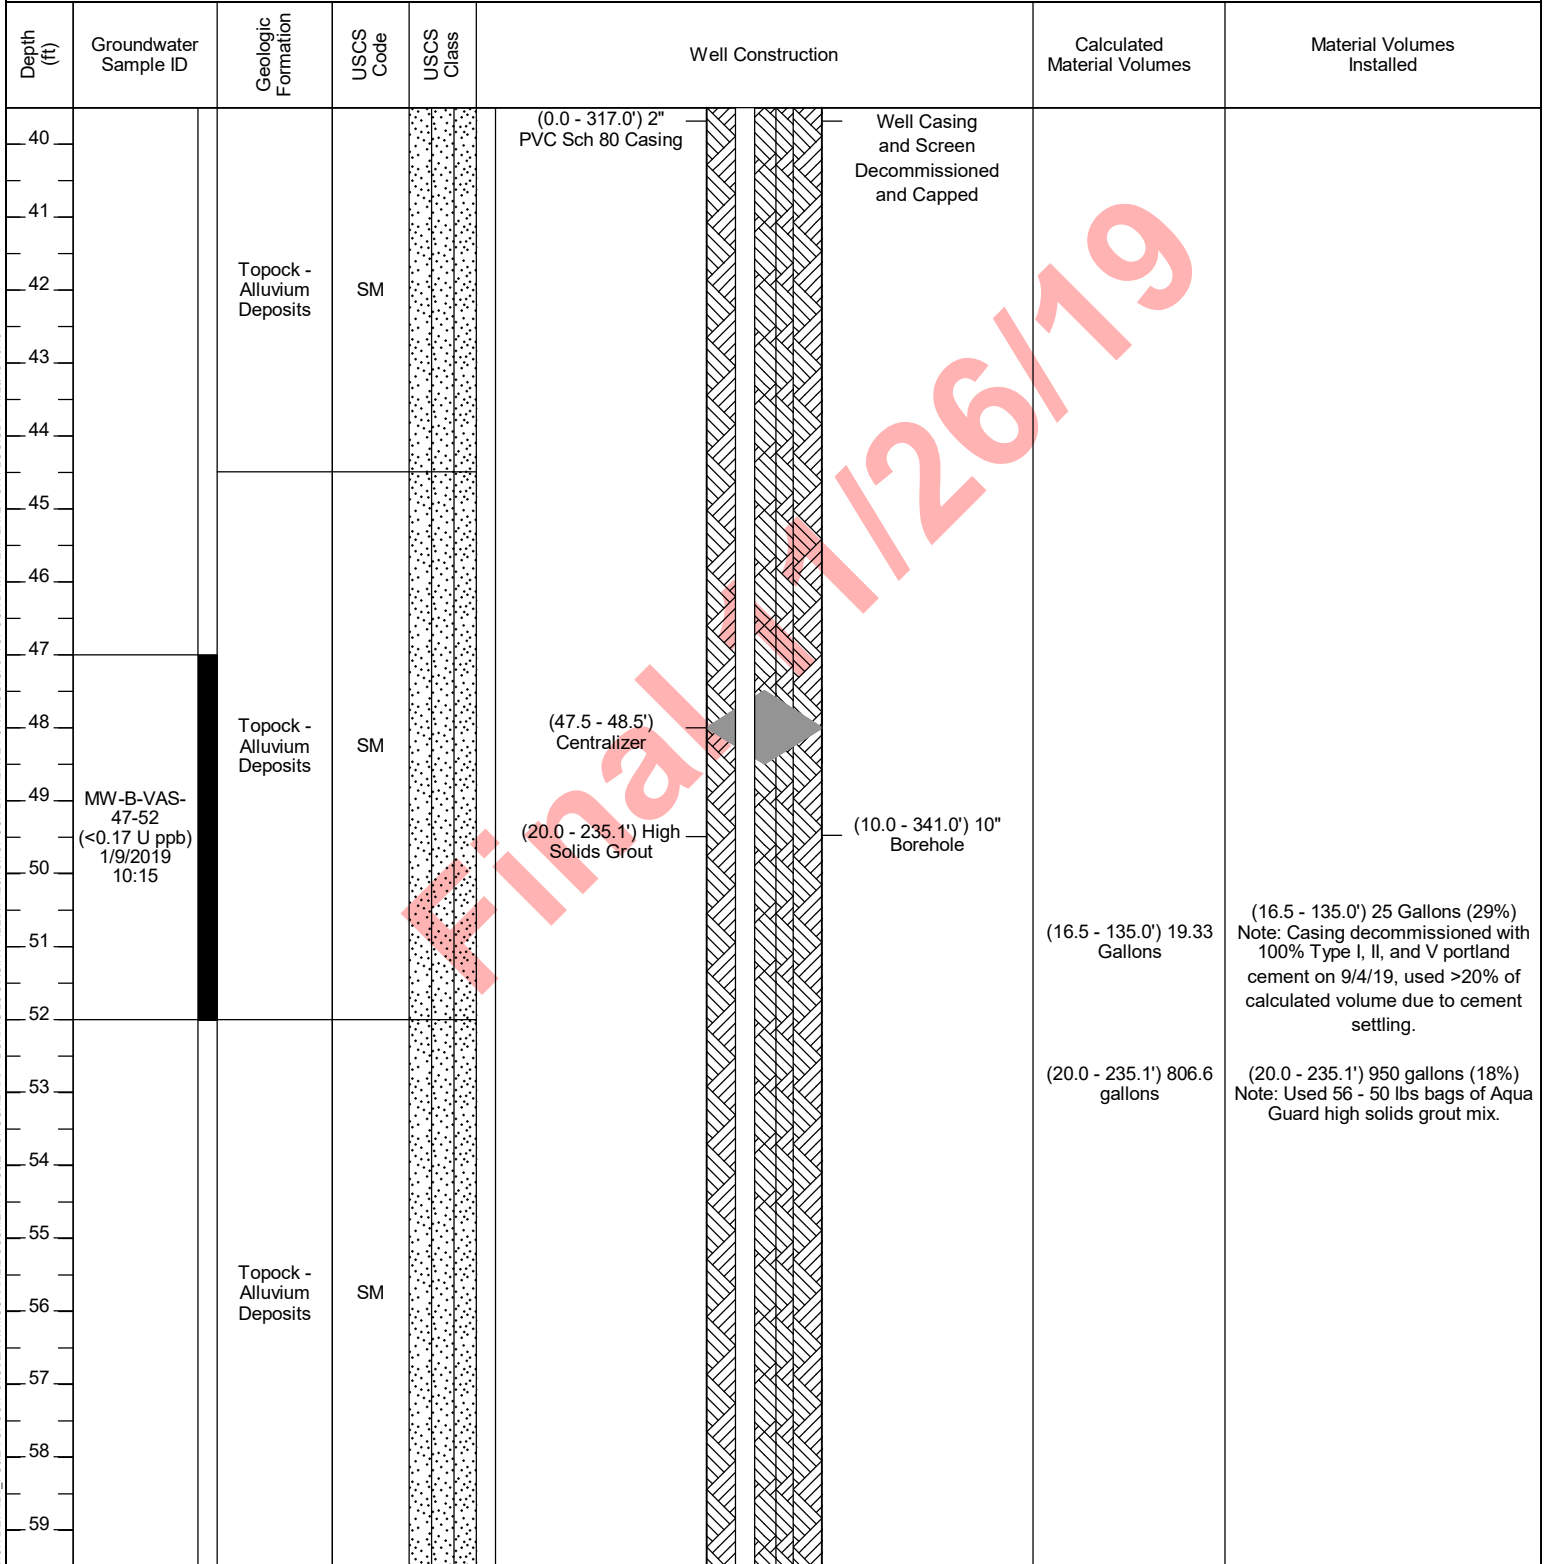 Depth
(ft)
Groundwater
Sample ID
Geologic
Formation
USCS
Code
USCS
Class
Well Construction
Calculated
Material Volumes
Material Volumes
Installed
40
41
42
43
44
45
46
47
48
49
50
51
52
53
54
55
56
57
58
59
MW-B-VAS-
47-52
(<0.17 U ppb)
1/9/2019
10:15
Topock -
Alluvium
Deposits
SM
Topock -
Alluvium
Deposits
SM
Topock -
Alluvium
Deposits
SM
(0.0 - 317.0') 2"
PVC Sch 80 Casing
Well Casing
and Screen
Decommissioned
and Capped
(47.5 - 48.5')
Centralizer
(20.0 - 235.1') High
Solids Grout
(10.0 - 341.0') 10"
Borehole
(16.5 - 135.0') 19.33
Gallons
(16.5 - 135.0') 25 Gallons (29%)
Note: Casing decommissioned with
100% Type I, II, and V portland
cement on 9/4/19, used >20% of
calculated volume due to cement
settling.
(20.0 - 235.1') 806.6
gallons
(20.0 - 235.1') 950 gallons (18%)
Note: Used 56 - 50 lbs bags of Aqua
Guard high solids grout mix.
Final 11/26/19